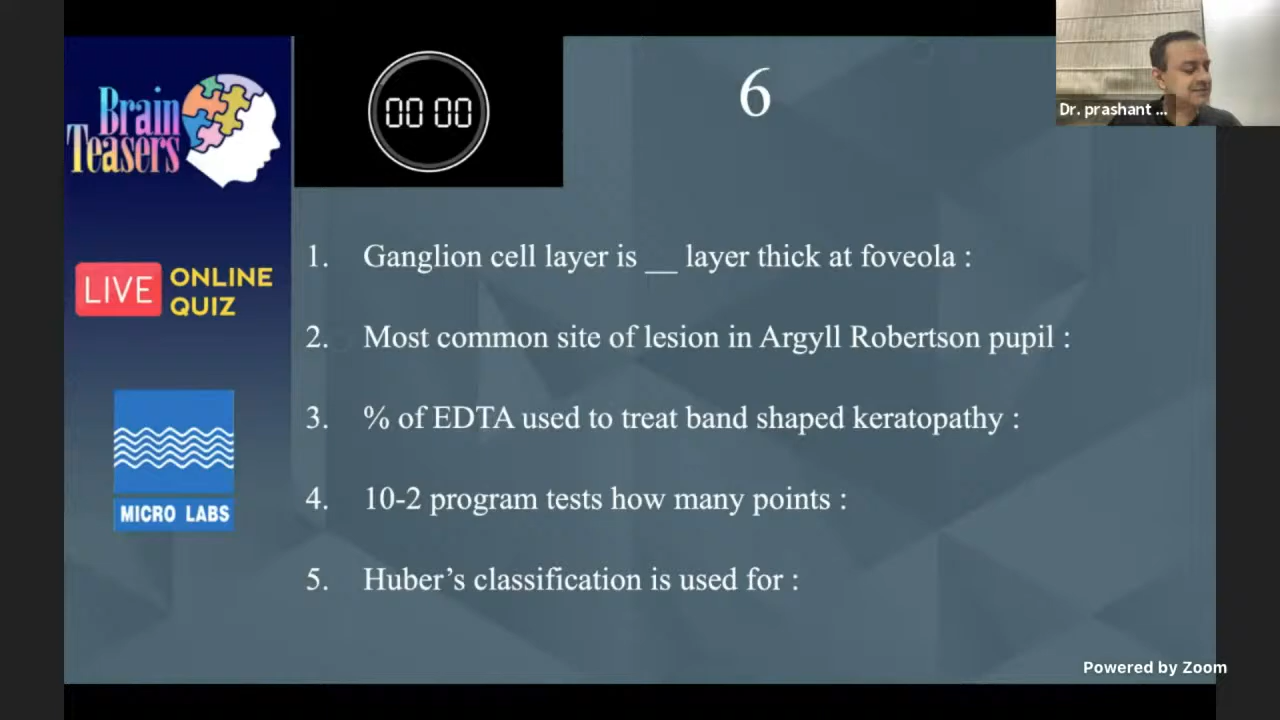 Brain
Teasers
00 00
6
Dr. prashant ...
1. Ganglion cell layer is __ layer thick at foveola :
LIVE ONLINE QUIZ
2. Most common site of lesion in Argyll Robertson pupil :
3. % of EDTA used to treat band shaped keratopathy :
4. 10-2 program tests how many points :
MICRO LABS
5. Huber’s classification is used for :
Powered by Zoom